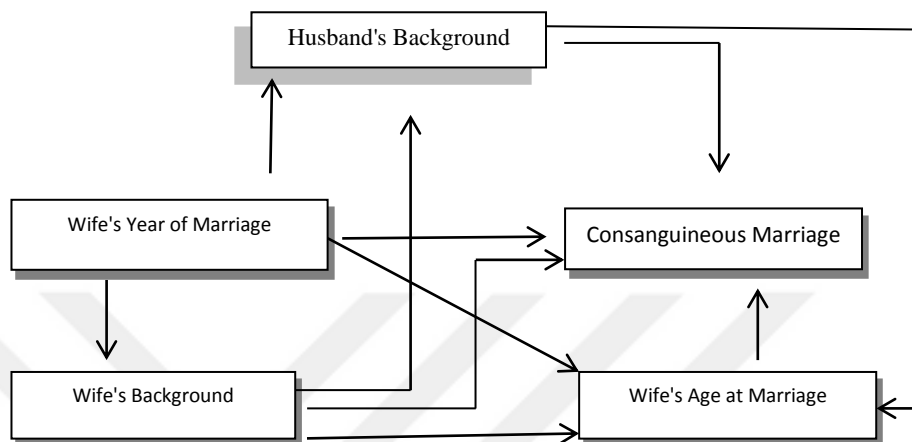 Husband's Background
Wife's Year of Marriage
Consanguineous Marriage
Wife's Background
Wife's Age at Marriage